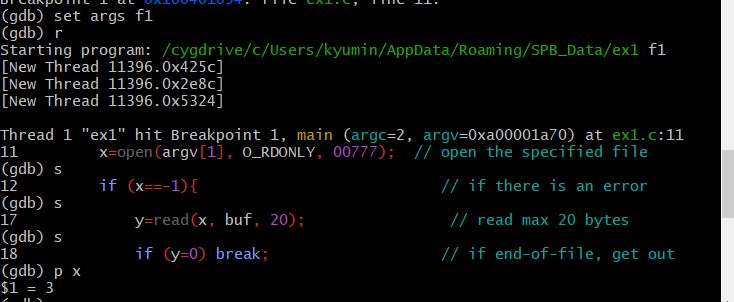 Breakpoint 1 at 0x100401094: file ex1.c, line 11.
(gdb) set args f1
(gdb) r
Starting program: /cygdrive/c/Users/kyumin/AppData/Roaming/SPB_Data/ex1 f1
[New Thread 11396.0x425c]
[New Thread 11396.0x2e8c]
[New Thread 11396.0x5324]
Thread 1 "ex1" hit Breakpoint 1, main (argc=2, argv=0xa00001a70) at ex1.c:11
11 x=open(argv[1], O_RDONLY, 00777); // open the specified file
(gdb) s
12 if (x==-1){ // if there is an error
(gdb) s
17 y=read(x, buf, 20); // read max 20 bytes
(gdb) s
18 if (y=0) break; // if end-of-file, get out
(gdb) p x
$1 = 3